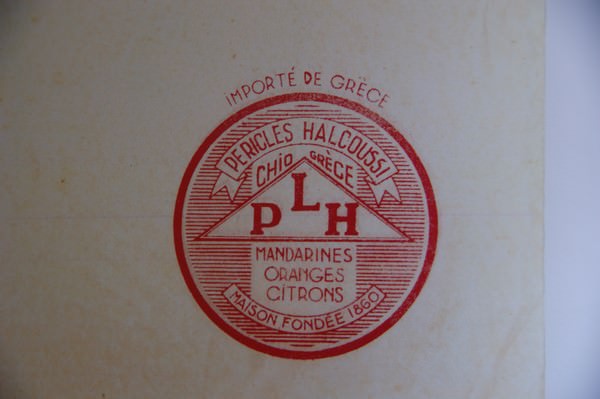 IMPORTÉ DE GRÈCE
PERICLES HALCOUSSI
CHIO GRÈCE
PLH
MANDARINES
ORANGES
CITRONS
MAISON FONDÉE 1860